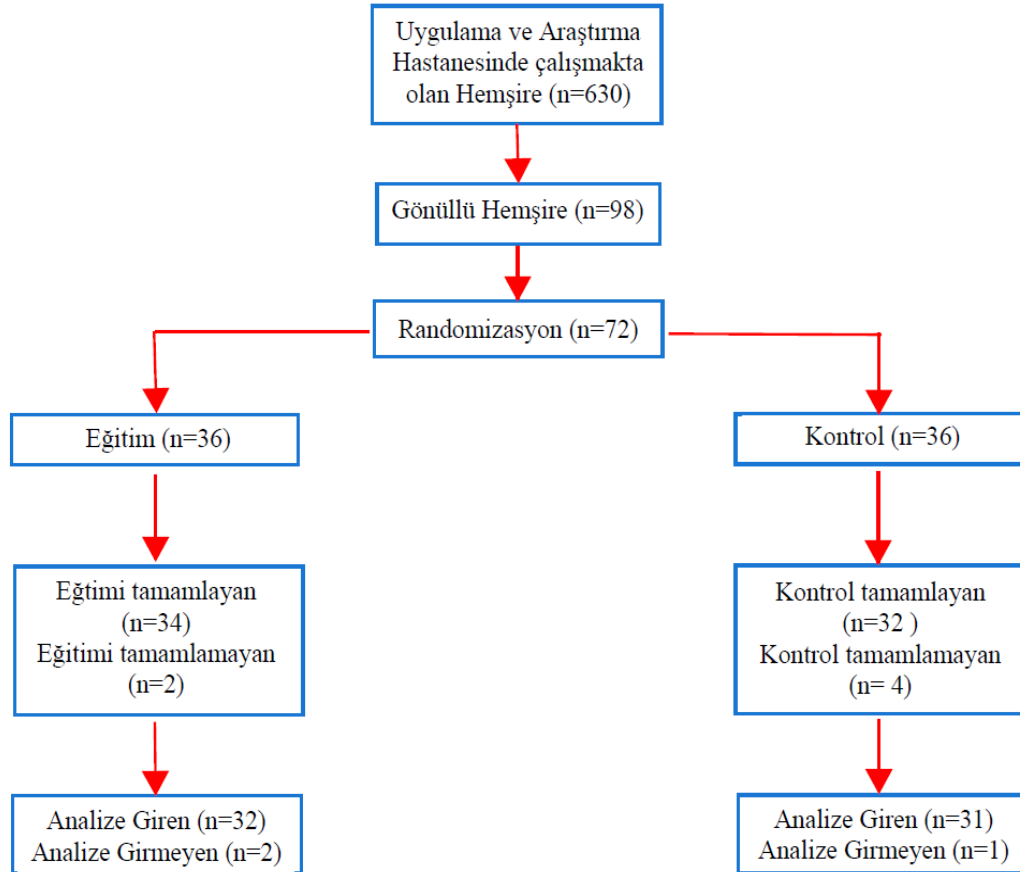 Uygulama ve Araştırma
Hastanesinde çalışmakta
olan Hemşire (n=630)
Gönüllü Hemşire (n=98)
Randomizasyon (n=72)
Eğitim (n=36)
Kontrol (n=36)
Eğtimi tamamlayan
(n=34)
Eğitimi tamamlamayan
(n=2)
Kontrol tamamlayan
(n=32 )
Kontrol tamamlamayan
(n= 4)
Analize Giren (n=32)
Analize Girmeyen (n=2)
Analize Giren (n=31)
Analize Girmeyen (n=1)